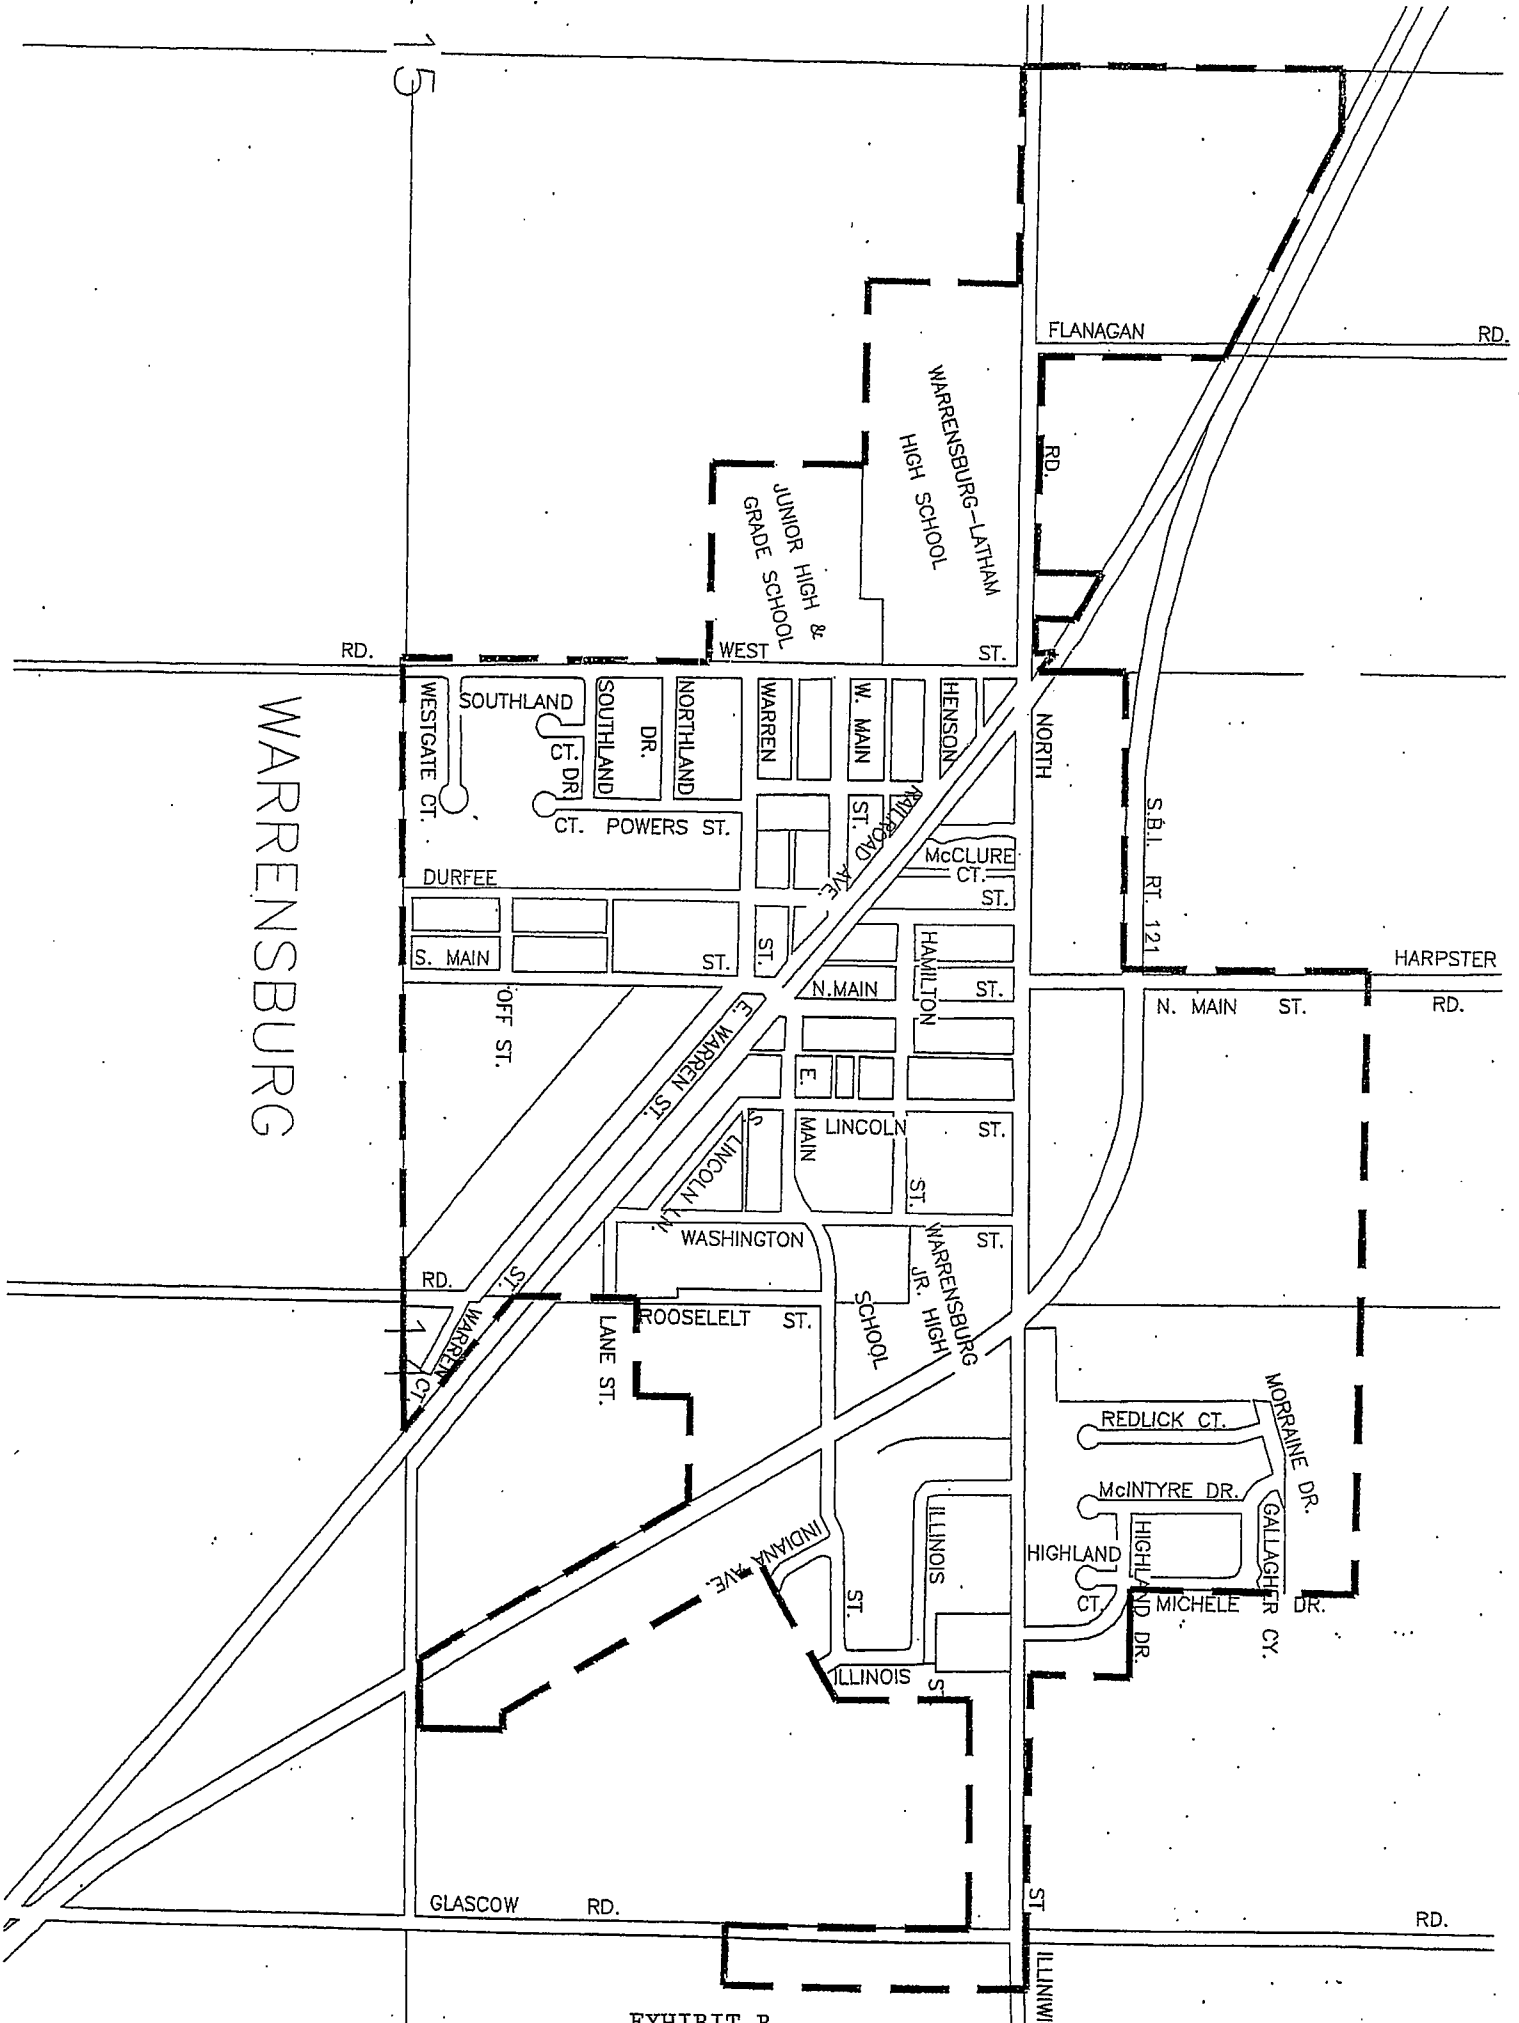 15
FLANAGAN
RD.
WARRENSBURG-LATHAM
HIGH SCHOOL
RD.
JUNIOR HIGH &
GRADE SCHOOL
RD.
WEST
ST.
WARRENSBURG
WESTGATE CT.
SOUTHLAND
CT.
SOUTHLAND
DR.
DR.
NORTHLAND
WARREN
W. MAIN
HENSON
NORTH
CT.
POWERS ST.
ST.
RAILROAD
AVE.
McCLURE
CT.
ST.
S.B.I. RT. 121
DURFEE
S. MAIN
ST.
ST.
HAMILTON
N.MAIN
ST.
HARPSTER
N. MAIN ST.
RD.
OFF ST.
E. WARREN ST.
E.
MAIN
LINCOLN
ST.
S. LINCOLN LN.
ST.
WASHINGTON
ST.
WARRENSBURG
JR. HIGH
SCHOOL
RD.
ST.
WARREN
CT.
LANE ST.
ROOSELELT
ST.
REDLICK CT.
MORRAINE DR.
McINTYRE DR.
GALLAGHER CY.
HIGHLAND
CT.
HIGHLAND DR.
MICHELE DR.
INDIANA AVE.
ILLINOIS
ST.
ILLINOIS
ST
GLASCOW
RD.
ST
RD.
ILLINIWI
EXHIBIT B